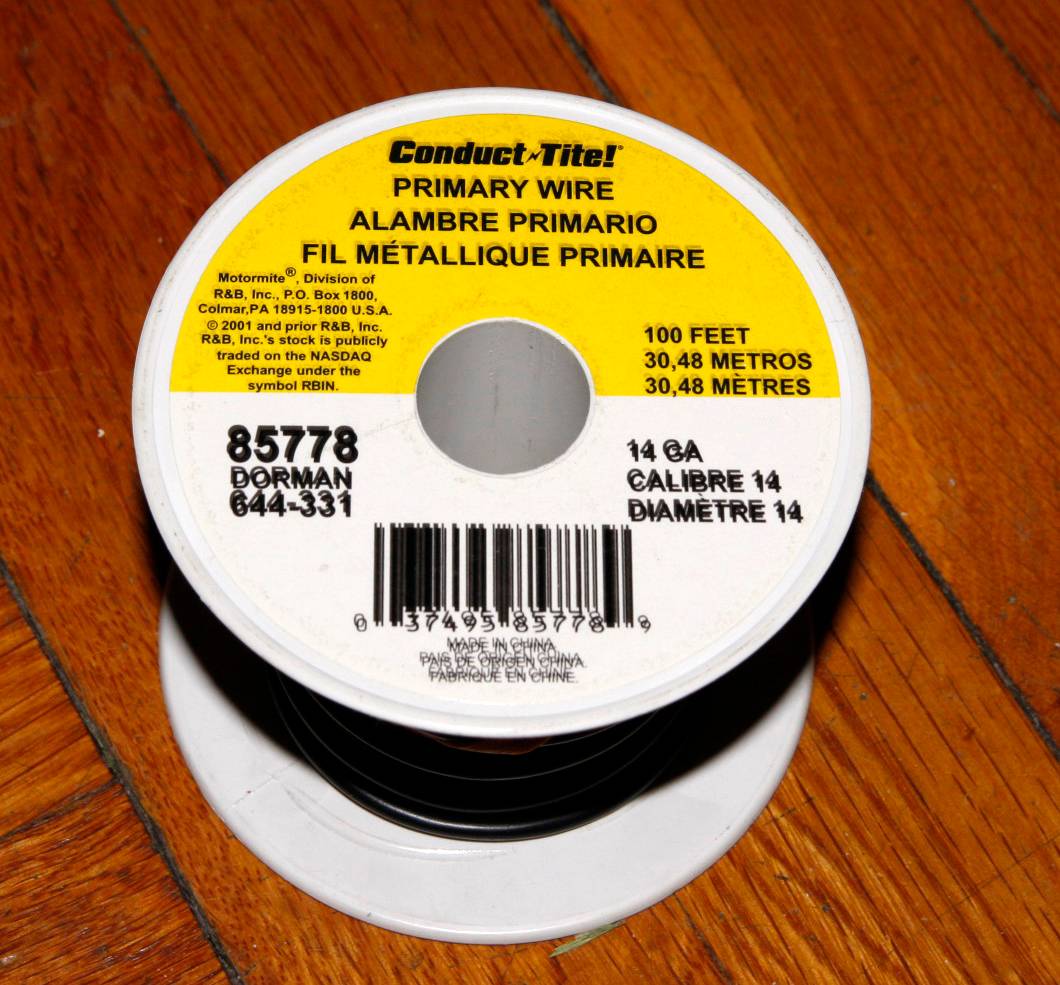 Conduct Tite!®
PRIMARY WIRE
ALAMBRE PRIMARIO
FIL MÉTALLIQUE PRIMAIRE
Motormite®, Division of
R&B, Inc., P.O. Box 1800,
Colmar,PA 18915-1800 U.S.A.
© 2001 and prior R&B, Inc.
R&B, Inc.'s stock is publicly
traded on the NASDAQ
Exchange under the
symbol RBIN.
100 FEET
30,48 METROS
30,48 MÈTRES
85778
DORMAN
644-331
14 GA
CALIBRE 14
DIAMÈTRE 14
0 37495 85778 9
MADE IN CHINA.
PAIS DE ORIGEN CHINA.
FABRIQUE EN CHINE.